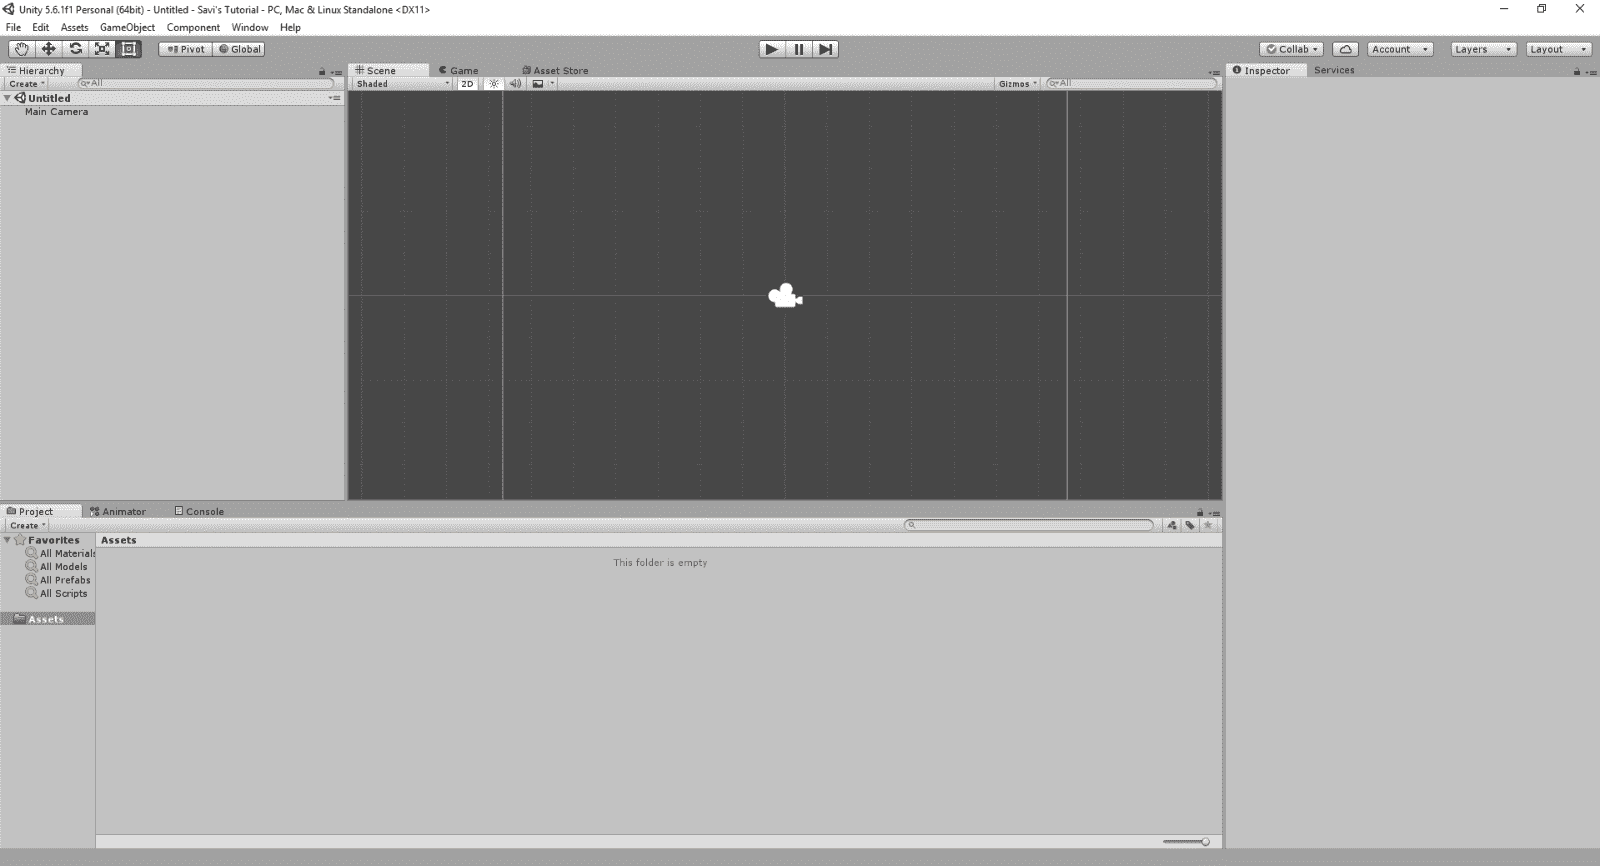 Unity 5.6.1f1 Personal (64bit) - Untitled - Savi's Tutorial - PC, Mac & Linux Standalone <DX11>
File Edit Assets GameObject Component Window Help
Pivot Global Collab Account Layers Layout
Hierarchy Scene Game Asset Store Inspector Services
Create All Shaded 2D Gizmos All
Untitled
Main Camera
Project Animator Console
Create
Favorites Assets
All Materials
This folder is empty
All Models
All Prefabs
All Scripts
Assets